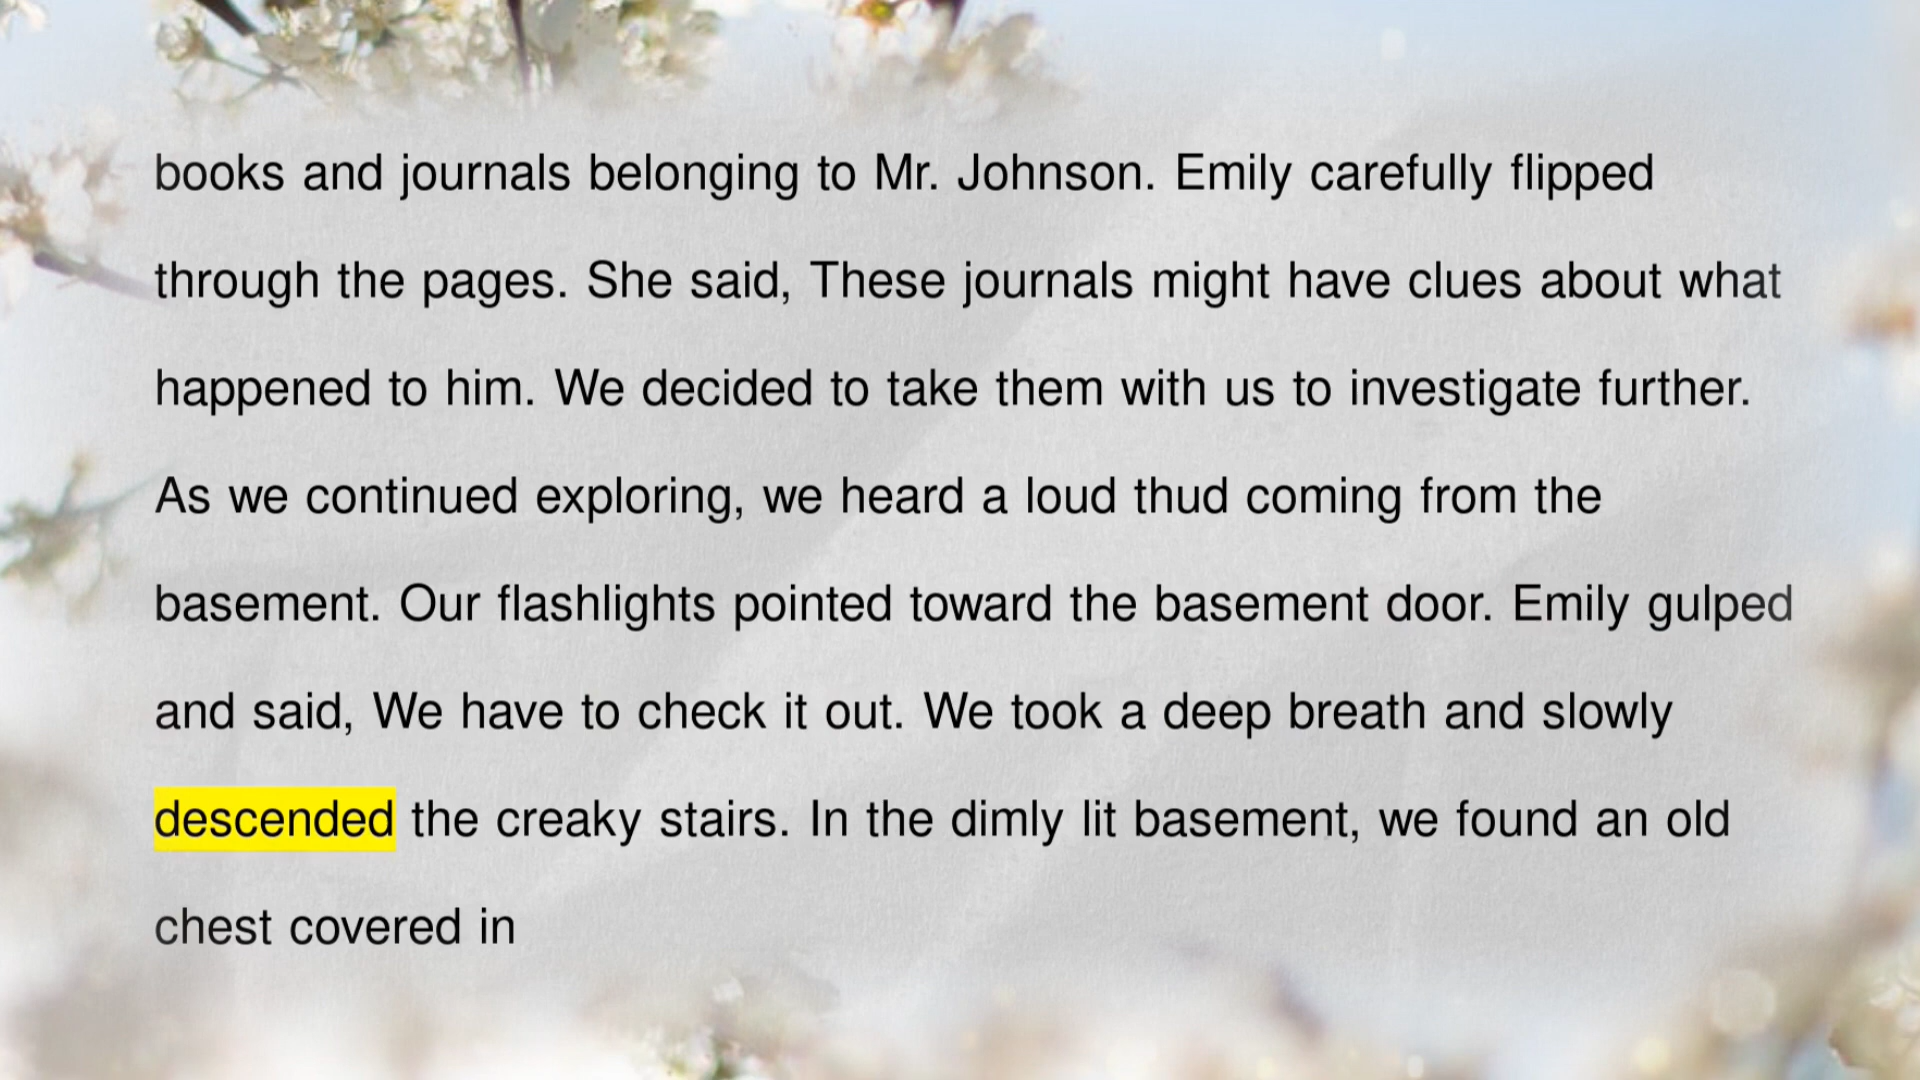 books and journals belonging to Mr. Johnson. Emily carefully flipped
through the pages. She said, These journals might have clues about what
happened to him. We decided to take them with us to investigate further.
As we continued exploring, we heard a loud thud coming from the
basement. Our flashlights pointed toward the basement door. Emily gulped
and said, We have to check it out. We took a deep breath and slowly
descended the creaky stairs. In the dimly lit basement, we found an old
chest covered in